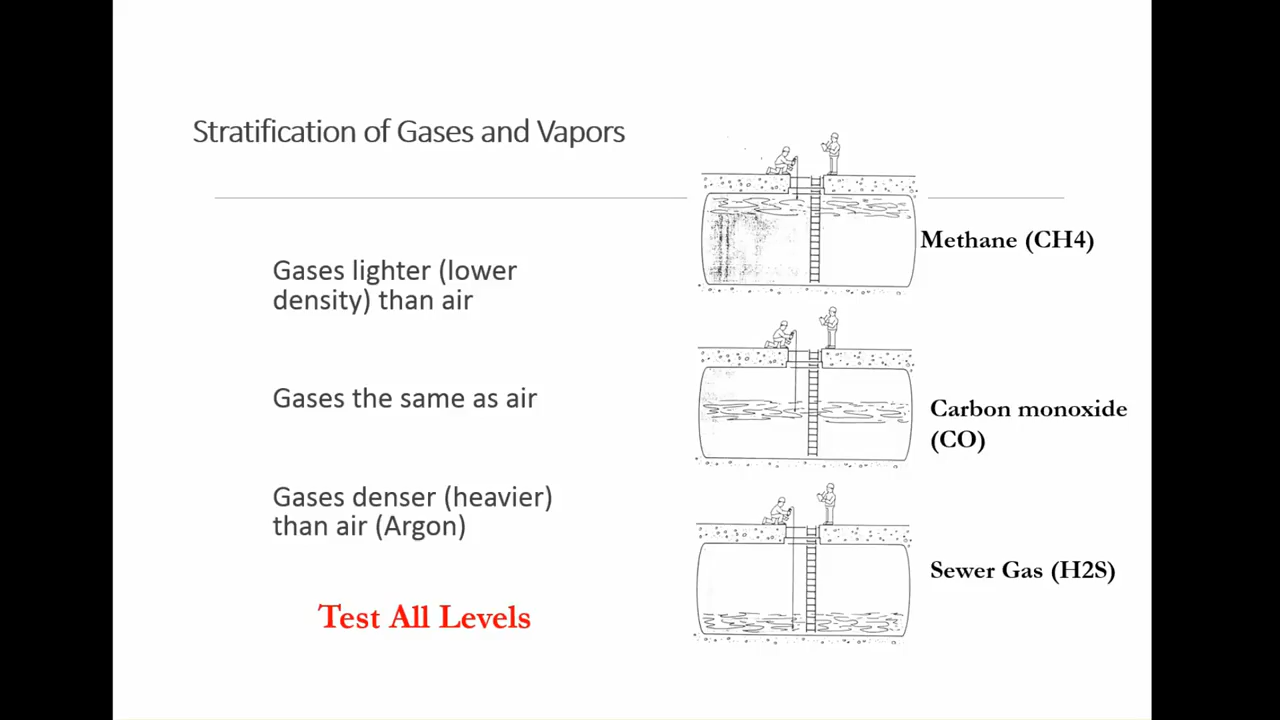 Stratification of Gases and Vapors
Methane (CH4)
Gases lighter (lower
density) than air
Gases the same as air
Carbon monoxide
(CO)
Gases denser (heavier)
than air (Argon)
Sewer Gas (H2S)
Test All Levels